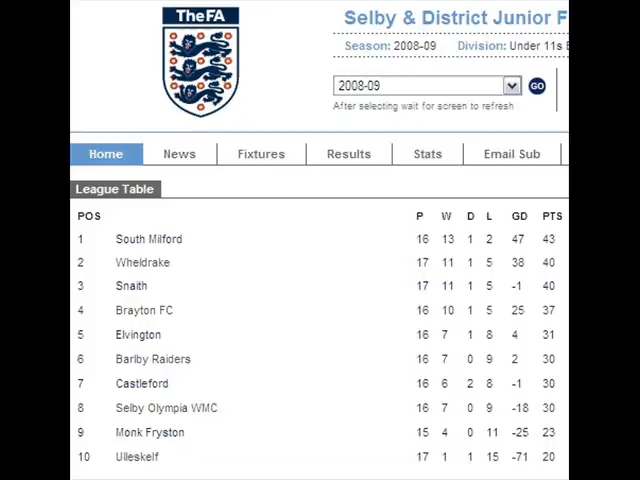 TheFA
Selby & District Junior F
Season: 2008-09 Division: Under 11s
2008-09 GO
After selecting wait for screen to refresh
Home News Fixtures Results Stats Email Sub
League Table
POS P W D L GD PTS
1 South Milford 16 13 1 2 47 43
2 Wheldrake 17 11 1 5 38 40
3 Snaith 17 11 1 5 -1 40
4 Brayton FC 16 10 1 5 25 37
5 Elvington 16 7 1 8 4 31
6 Barlby Raiders 16 7 0 9 2 30
7 Castleford 16 6 2 8 -1 30
8 Selby Olympia WMC 16 7 0 9 -18 30
9 Monk Fryston 15 4 0 11 -25 23
10 Ulleskelf 17 1 1 15 -71 20